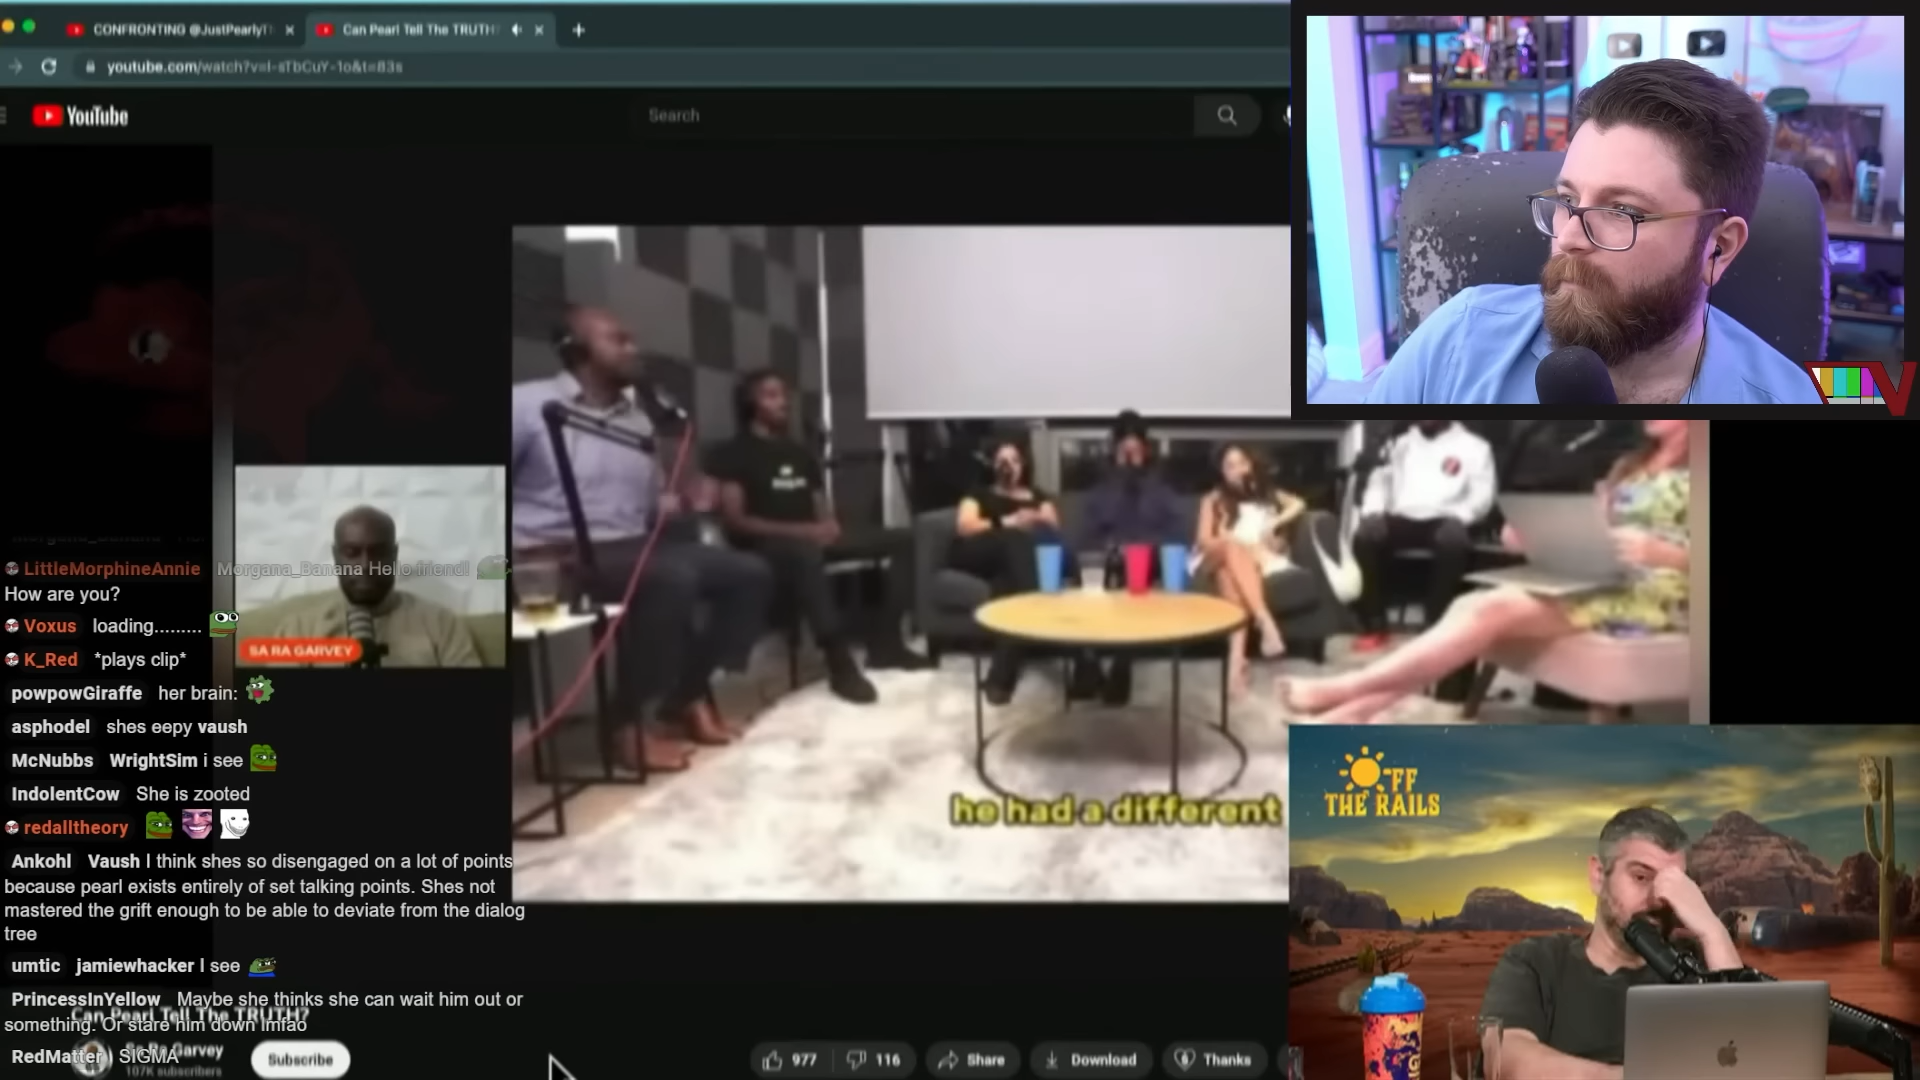 CONFRONTING @JustPearlyT
Can Pearl Tell The TRUTH?
youtube.com/watch?v=I-sTbCuY-1o&t=83s
YouTube
Search
SA RA GARVEY
he had a different
OFF
THE RAILS
LittleMorphineAnnie Morgana_Banana Hello friend!
How are you?
Voxus loading.........
K_Red *plays clip*
powpowGiraffe her brain:
asphodel shes eepy vaush
McNubbs WrightSim i see
IndolentCow She is zooted
redalltheory
Ankohl Vaush I think shes so disengaged on a lot of points
because pearl exists entirely of set talking points. Shes not
mastered the grift enough to be able to deviate from the dialog
tree
umtic jamiewhacker I see
PrincessInYellow Maybe she thinks she can wait him out or
something. Or stare him down lmfao
RedMatter SIGMA
Can Pearl Tell The TRUTH?
Sa Ra Garvey
107K subscribers
Subscribe
977
116
Share
Download
Thanks